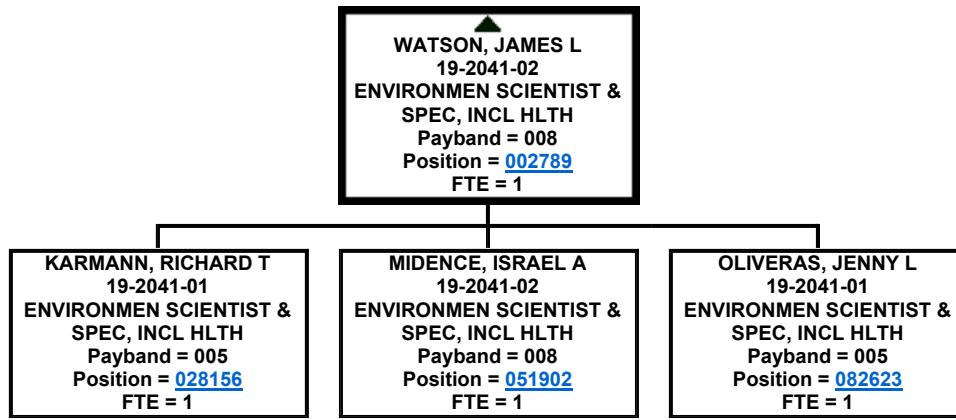 WATSON, JAMES L
19-2041-02
ENVIRONMEN SCIENTIST &
SPEC, INCL HLTH
Payband = 008
Position = 002789
FTE = 1
KARMANN, RICHARD T
19-2041-01
ENVIRONMEN SCIENTIST &
SPEC, INCL HLTH
Payband = 005
Position = 028156
FTE = 1
MIDENCE, ISRAEL A
19-2041-02
ENVIRONMEN SCIENTIST &
SPEC, INCL HLTH
Payband = 008
Position = 051902
FTE = 1
OLIVERAS, JENNY L
19-2041-01
ENVIRONMEN SCIENTIST &
SPEC, INCL HLTH
Payband = 005
Position = 082623
FTE = 1